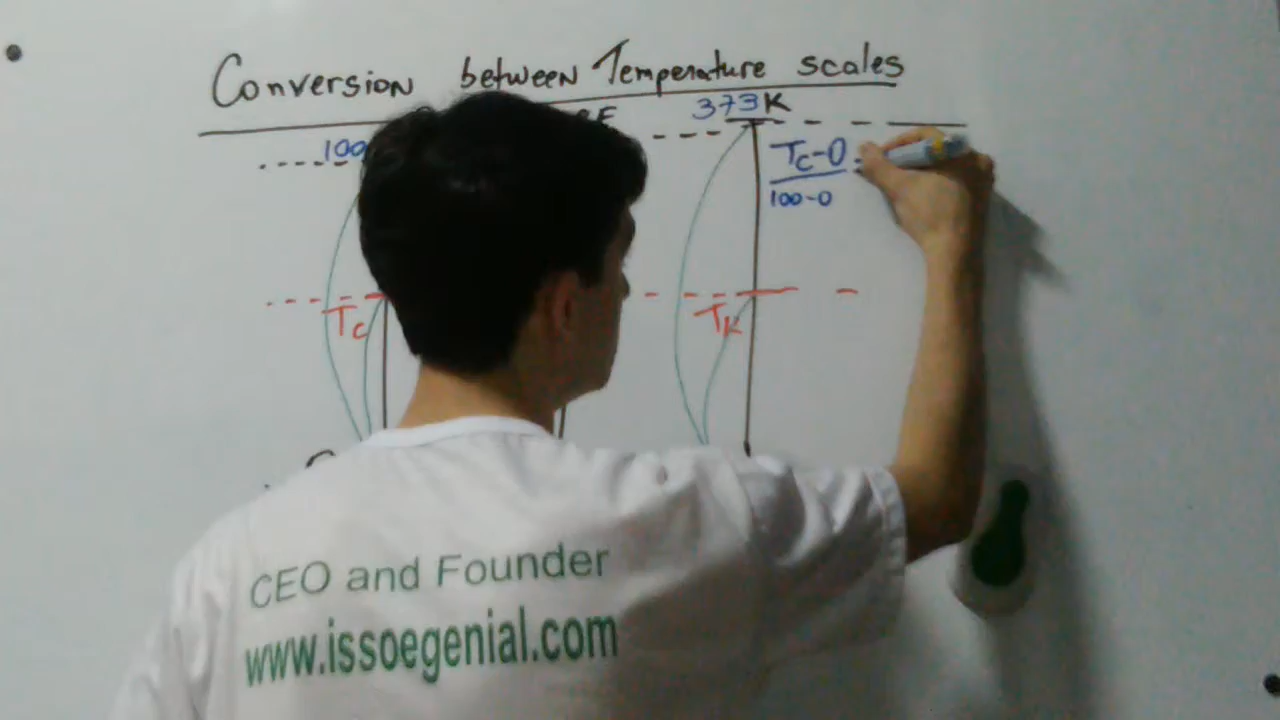 Conversion between Temperature scales
373K
100
Tc-0
100-0
Tc
TK
CEO and Founder
www.issoegenial.com